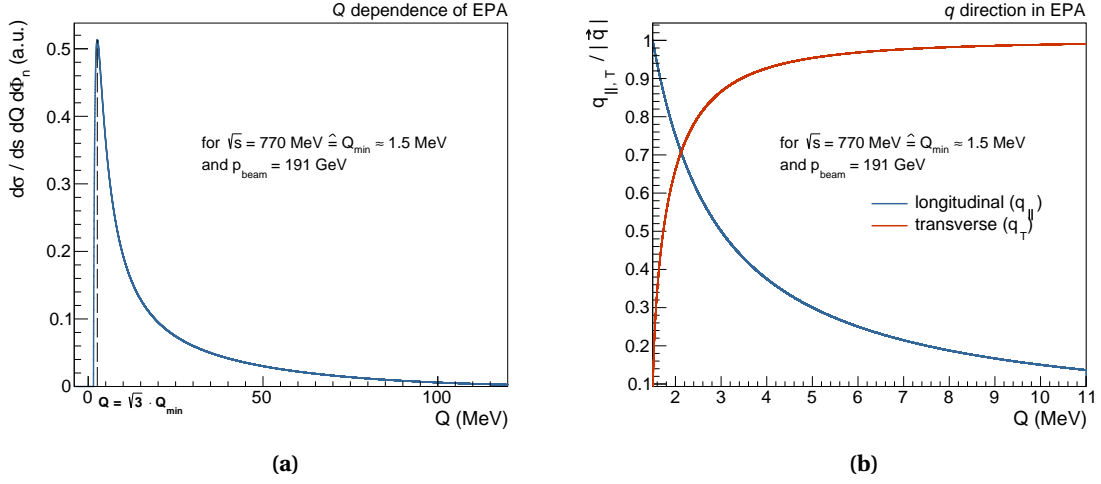 Q dependence of EPA
dσ / ds dQ dΦn (a.u.)
0.5
0.4
0.3
0.2
0.1
0
for √s = 770 MeV ≙ Qmin ≈ 1.5 MeV
and pbeam = 191 GeV
0
50
100
Q = √3 · Qmin
Q (MeV)
(a)
q direction in EPA
q||, T / |q⃗|
1
0.9
0.8
0.7
0.6
0.5
0.4
0.3
0.2
0.1
for √s = 770 MeV ≙ Qmin ≈ 1.5 MeV
and pbeam = 191 GeV
longitudinal (q||)
transverse (qT)
2 3 4 5 6 7 8 9 10 11
Q (MeV)
(b)